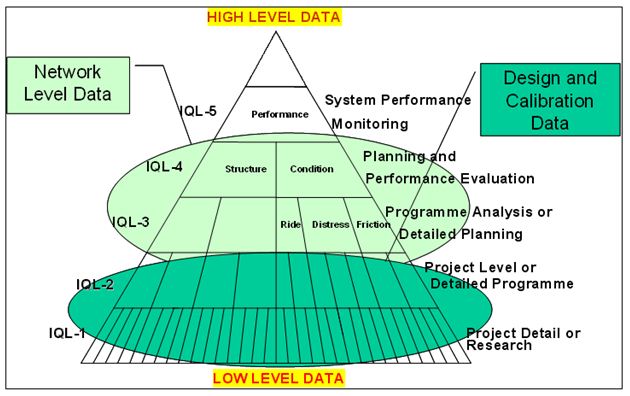 HIGH LEVEL DATA
Network
Level Data
Design and
Calibration
Data
IQL-5
Performance
System Performance
Monitoring
IQL-4
Structure
Condition
Planning and
Performance Evaluation
IQL-3
Ride
Distress
Friction
Programme Analysis or
Detailed Planning
IQL-2
Project Level or
Detailed Programme
IQL-1
Project Detail or
Research
LOW LEVEL DATA